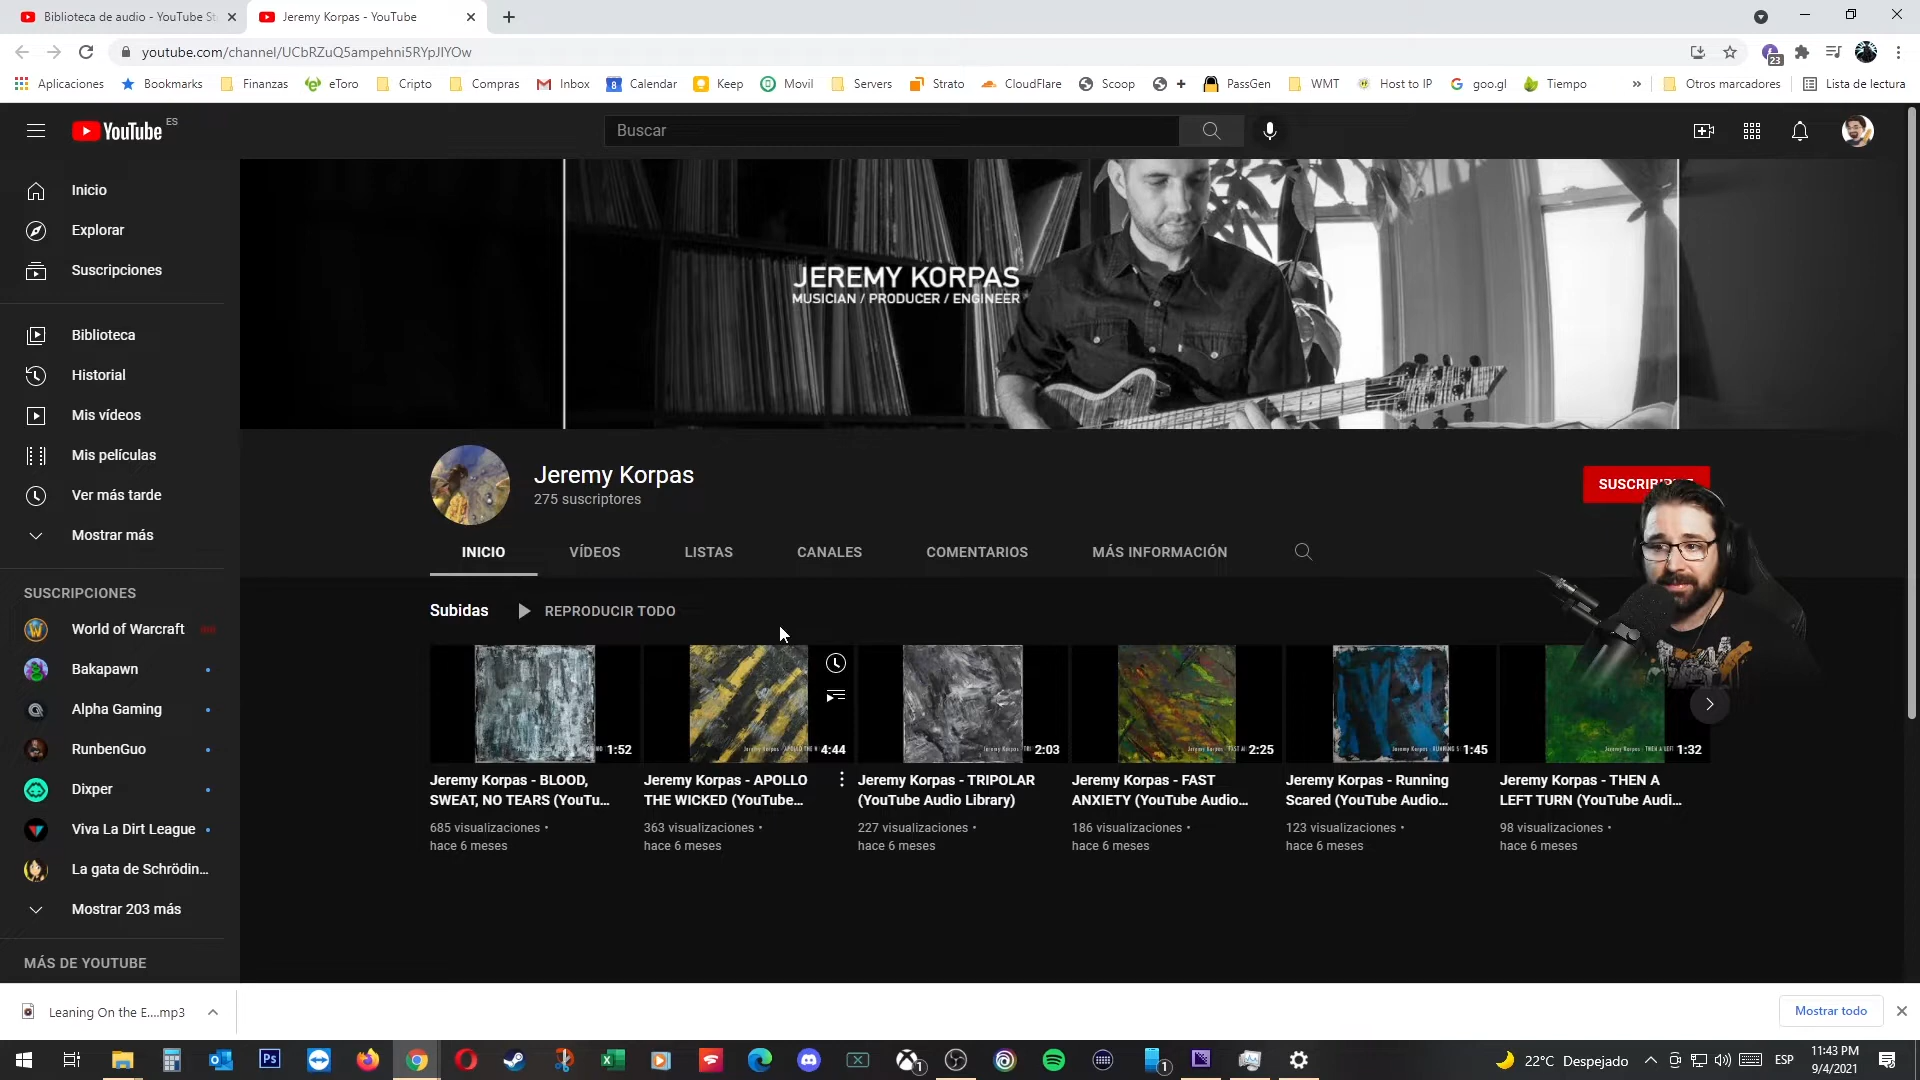 Biblioteca de audio - YouTube St
Jeremy Korpas - YouTube
youtube.com/channel/UCbRZuQ5ampehni5RYpJlYOw
23
Aplicaciones
Bookmarks
Finanzas
eToro
Cripto
Compras
Inbox
8
Calendar
Keep
Movil
Servers
Strato
CloudFlare
Scoop
+
PassGen
WMT
Host to IP
goo.gl
Tiempo
»
Otros marcadores
Lista de lectura
YouTube ES
Buscar
Inicio
Explorar
Suscripciones
Biblioteca
Historial
Mis vídeos
Mis películas
Ver más tarde
Mostrar más
SUSCRIPCIONES
World of Warcraft
Bakapawn
Alpha Gaming
RunbenGuo
Dixper
Viva La Dirt League
La gata de Schrödin...
Mostrar 203 más
MÁS DE YOUTUBE
JEREMY KORPAS
MUSICIAN / PRODUCER / ENGINEER
Jeremy Korpas
275 suscriptores
INICIO
VÍDEOS
LISTAS
CANALES
COMENTARIOS
MÁS INFORMACIÓN
Subidas
REPRODUCIR TODO
1:52
4:44
2:03
2:25
1:45
1:32
Jeremy Korpas - BLOOD,
SWEAT, NO TEARS (YouTu...
685 visualizaciones •
hace 6 meses
Jeremy Korpas - APOLLO
THE WICKED (YouTube...
363 visualizaciones •
hace 6 meses
Jeremy Korpas - TRIPOLAR
(YouTube Audio Library)
227 visualizaciones •
hace 6 meses
Jeremy Korpas - FAST
ANXIETY (YouTube Audio...
186 visualizaciones •
hace 6 meses
Jeremy Korpas - Running
Scared (YouTube Audio...
123 visualizaciones •
hace 6 meses
Jeremy Korpas - THEN A
LEFT TURN (YouTube Audi...
98 visualizaciones •
hace 6 meses
Leaning On the E....mp3
Mostrar todo
Ps
1
1
22°C Despejado
ESP
11:43 PM
9/4/2021